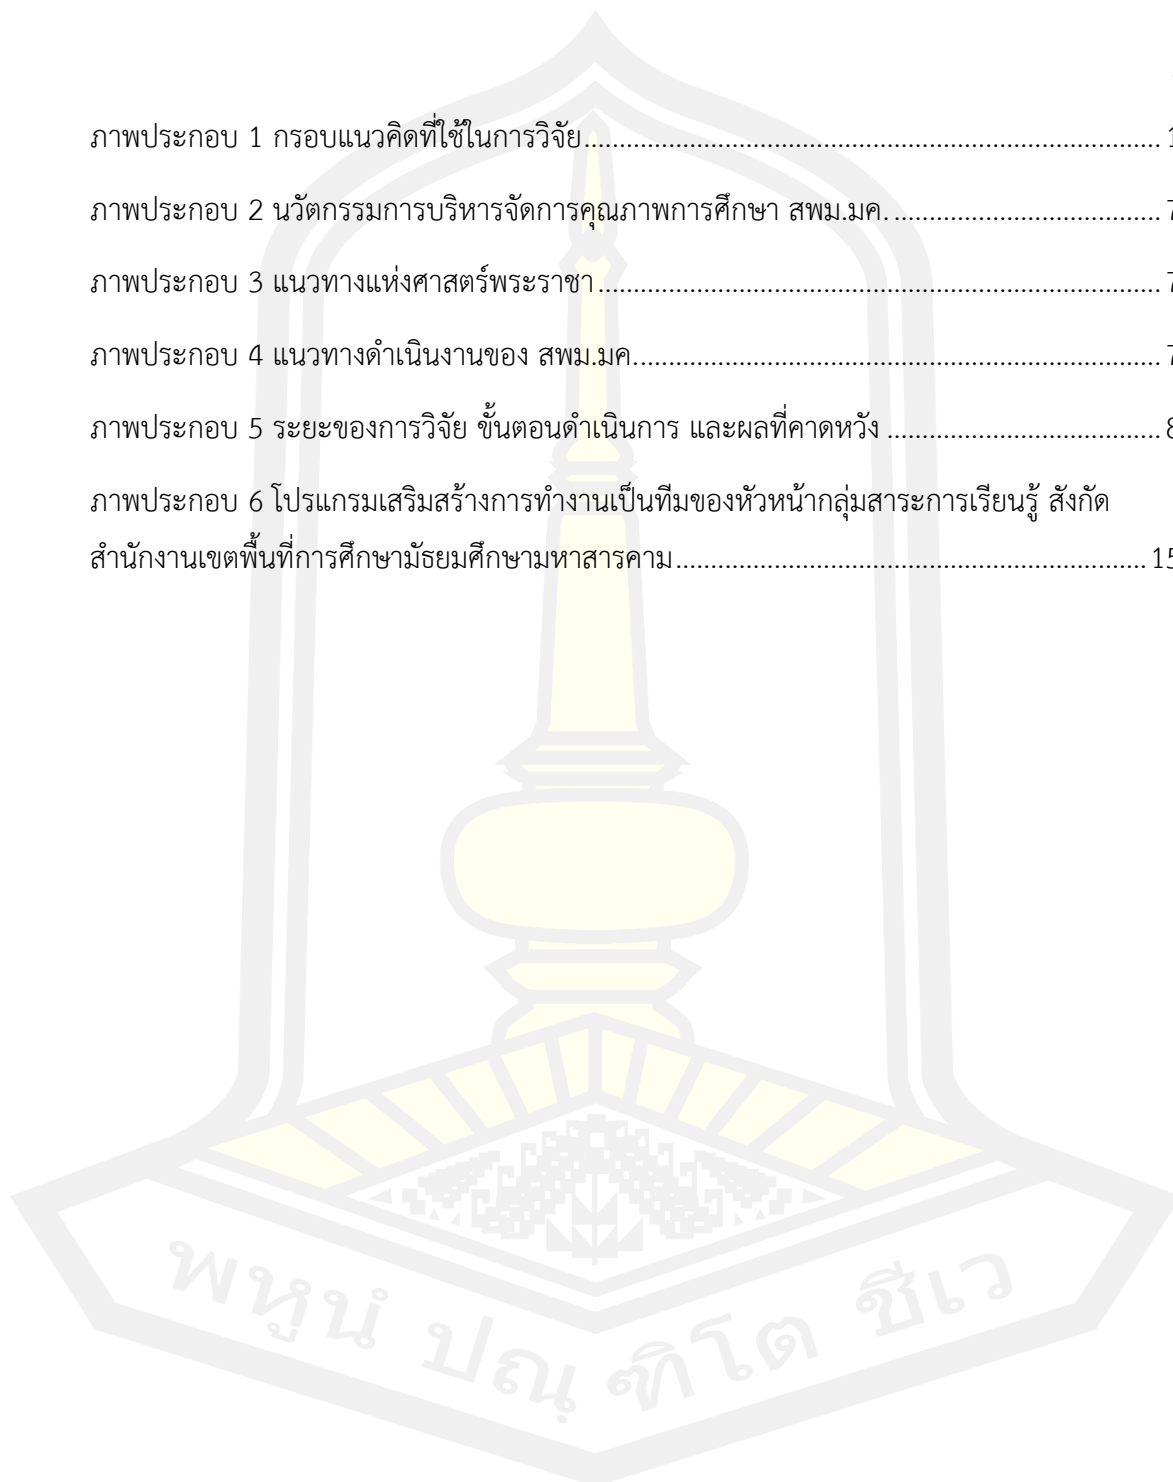 ภาพประกอบ 1 กรอบแนวคิดที่ใช้ในการวิจัย.................................................................................. 1
ภาพประกอบ 2 นวัตกรรมการบริหารจัดการคุณภาพการศึกษา สพม.มค. ...................................... 7
ภาพประกอบ 3 แนวทางแห่งศาสตร์พระราชา ................................................................................ 7
ภาพประกอบ 4 แนวทางดำเนินงานของ สพม.มค........................................................................... 7
ภาพประกอบ 5 ระยะของการวิจัย ขั้นตอนดำเนินการ และผลที่คาดหวัง ....................................... 8
ภาพประกอบ 6 โปรแกรมเสริมสร้างการทำงานเป็นทีมของหัวหน้ากลุ่มสาระการเรียนรู้ สังกัด
สำนักงานเขตพื้นที่การศึกษามัธยมศึกษามหาสารคาม................................................................... 15
พหูนํ ปณฺฑิโต ชีเว